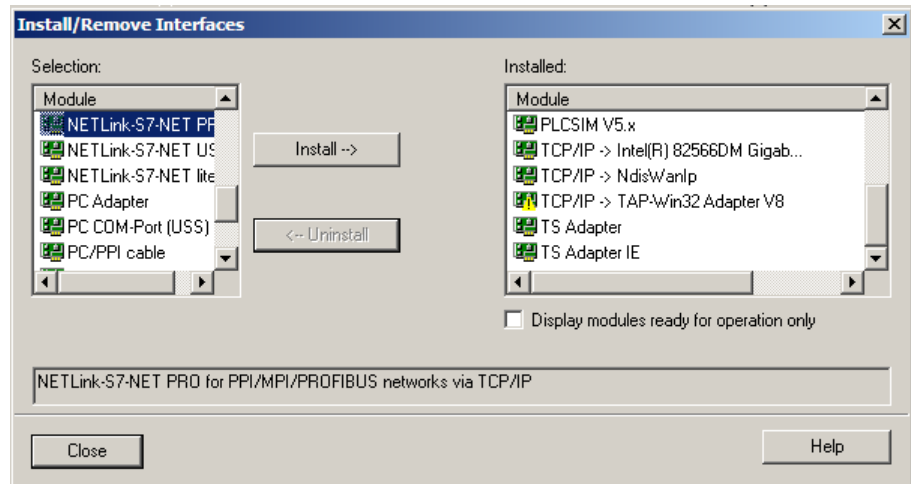 Install/Remove Interfaces
Selection:
Module
NETLink-S7-NET PR
NETLink-S7-NET US
NETLink-S7-NET lite
PC Adapter
PC COM-Port (USS)
PC/PPI cable
Install -->
<-- Uninstall
Installed:
Module
PLCSIM V5.x
TCP/IP -> Intel(R) 82566DM Gigab...
TCP/IP -> NdisWanIp
TCP/IP -> TAP-Win32 Adapter V8
TS Adapter
TS Adapter IE
Display modules ready for operation only
NETLink-S7-NET PRO for PPI/MPI/PROFIBUS networks via TCP/IP
Close
Help